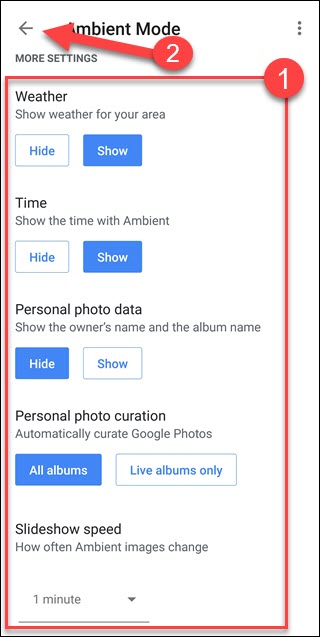 Ambient Mode
2
MORE SETTINGS
1
Weather
Show weather for your area
Hide Show
Time
Show the time with Ambient
Hide Show
Personal photo data
Show the owner's name and the album name
Hide Show
Personal photo curation
Automatically curate Google Photos
All albums Live albums only
Slideshow speed
How often Ambient images change
1 minute